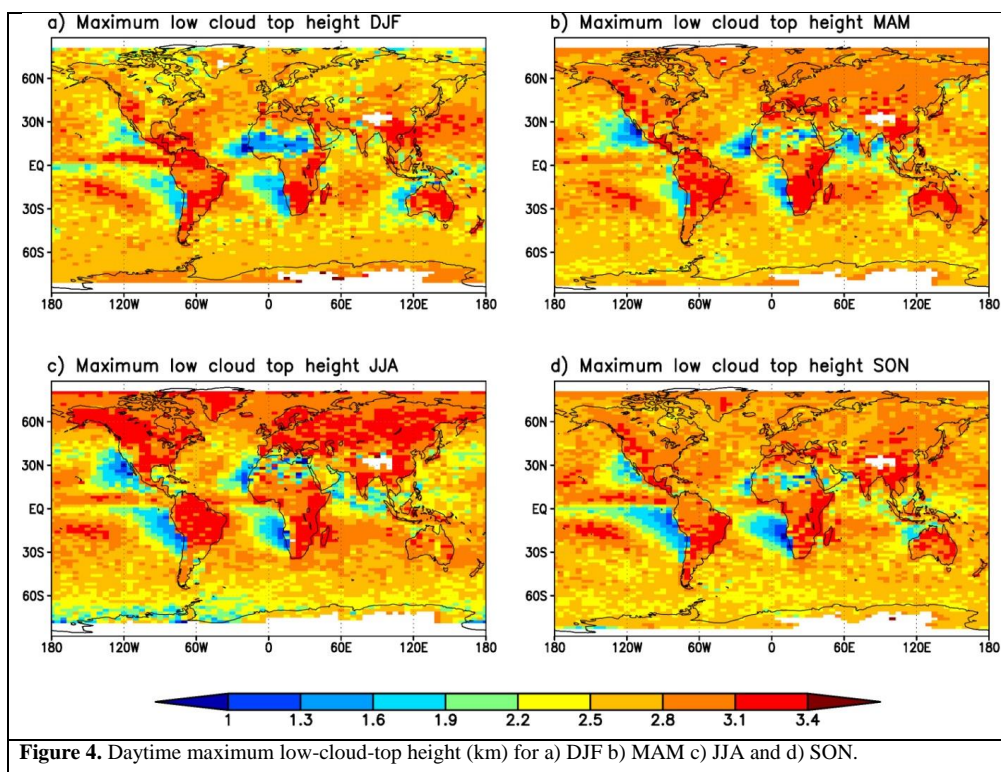 a) Maximum low cloud top height DJF
b) Maximum low cloud top height MAM
60N
30N
EQ
30S
60S
180 120W 60W 0 60E 120E 180
60N
30N
EQ
30S
60S
180 120W 60W 0 60E 120E 180
c) Maximum low cloud top height JJA
d) Maximum low cloud top height SON
60N
30N
EQ
30S
60S
180 120W 60W 0 60E 120E 180
60N
30N
EQ
30S
60S
180 120W 60W 0 60E 120E 180
1 1.3 1.6 1.9 2.2 2.5 2.8 3.1 3.4
Figure 4. Daytime maximum low-cloud-top height (km) for a) DJF b) MAM c) JJA and d) SON.